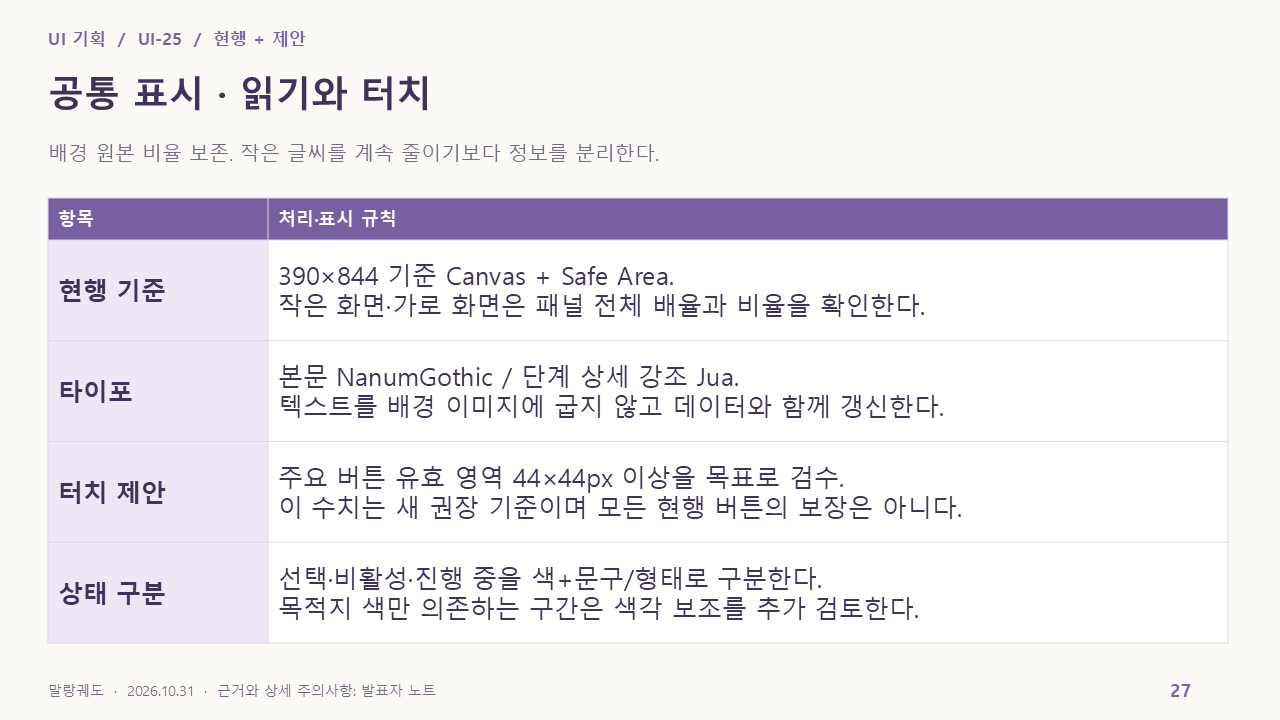 UI 기획 / UI-25 / 현행 + 제안
공통 표시 · 읽기와 터치
배경 원본 비율 보존. 작은 글씨를 계속 줄이기보다 정보를 분리한다.
항목
처리·표시 규칙
현행 기준
390×844 기준 Canvas + Safe Area.
작은 화면·가로 화면은 패널 전체 배율과 비율을 확인한다.
타이포
본문 NanumGothic / 단계 상세 강조 Jua.
텍스트를 배경 이미지에 굽지 않고 데이터와 함께 갱신한다.
터치 제안
주요 버튼 유효 영역 44×44px 이상을 목표로 검수.
이 수치는 새 권장 기준이며 모든 현행 버튼의 보장은 아니다.
상태 구분
선택·비활성·진행 중을 색+문구/형태로 구분한다.
목적지 색만 의존하는 구간은 색각 보조를 추가 검토한다.
말랑궤도 · 2026.10.31 · 근거와 상세 주의사항: 발표자 노트
27